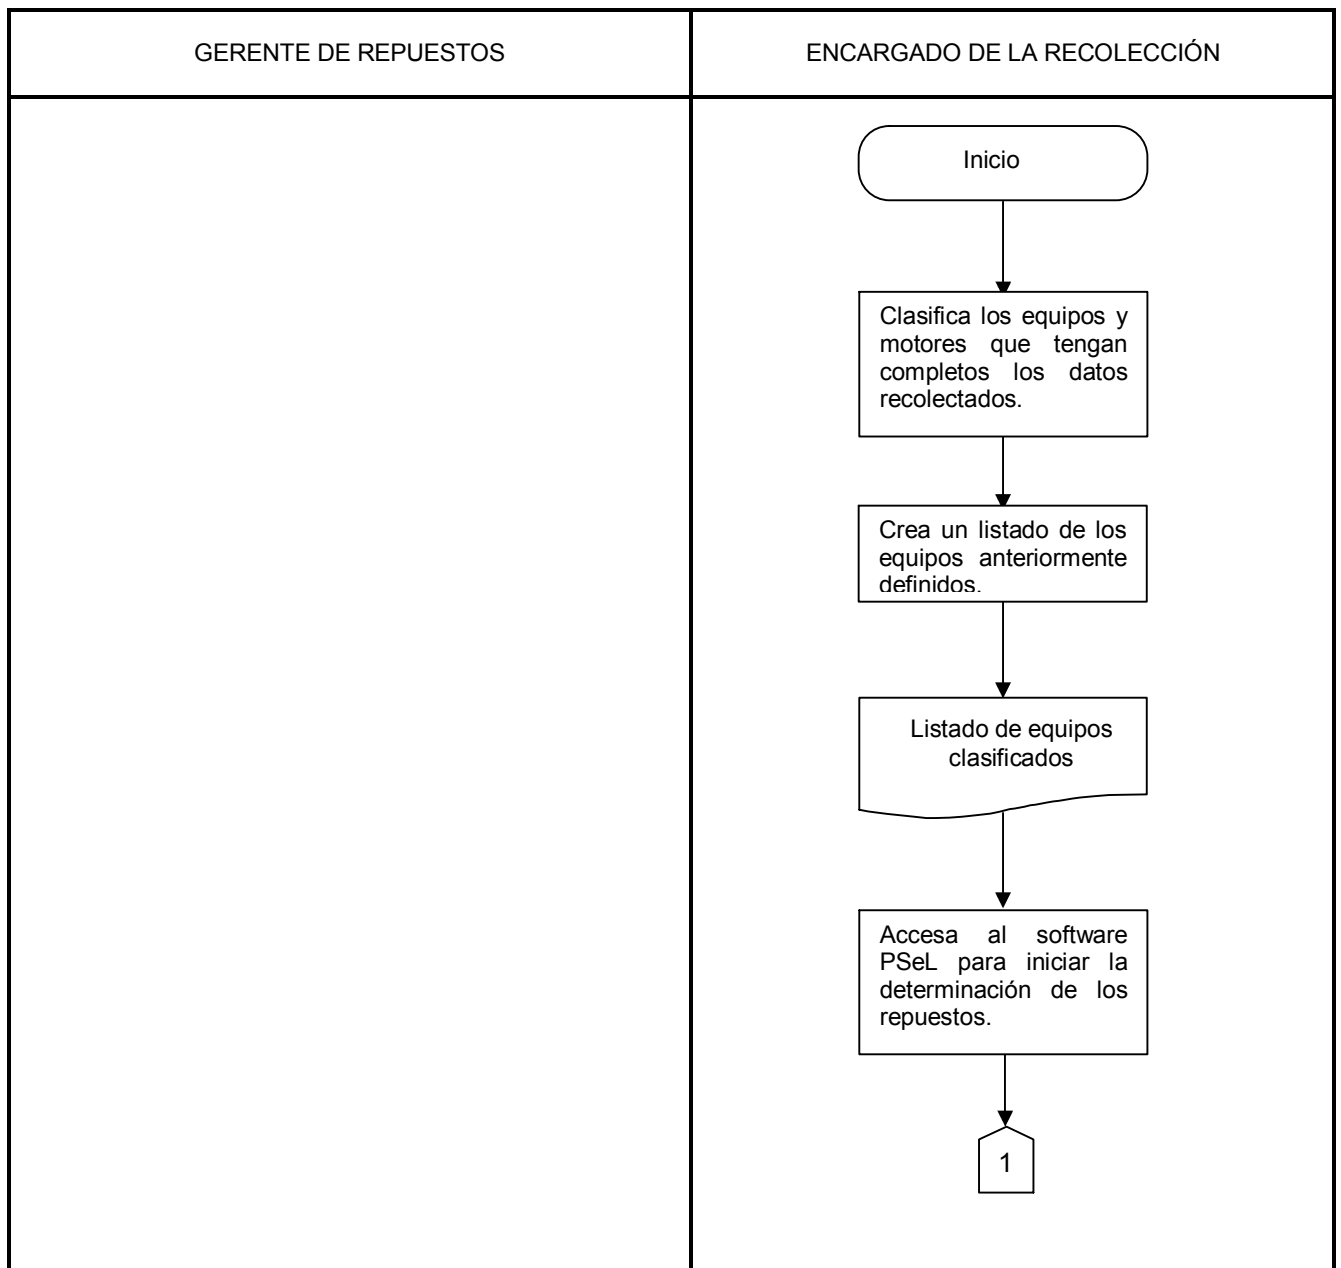 GERENTE DE REPUESTOS
ENCARGADO DE LA RECOLECCIÓN
Inicio
Clasifica los equipos y
motores que tengan
completos los datos
recolectados.
Crea un listado de los
equipos anteriormente
definidos.
Listado de equipos
clasificados
Accesa al software
PSeL para iniciar la
determinación de los
repuestos.
1